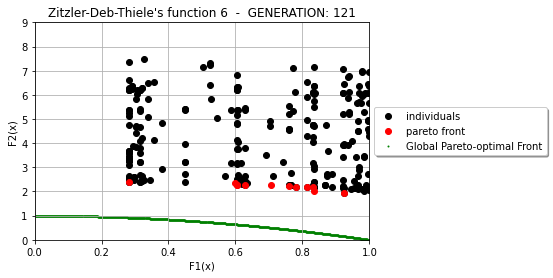 Zitzler-Deb-Thiele's function 6 - GENERATION: 121
9
8
7
6
5
4
3
2
1
0
F2(x)
0.0 0.2 0.4 0.6 0.8 1.0
F1(x)
individuals
pareto front
Global Pareto-optimal Front